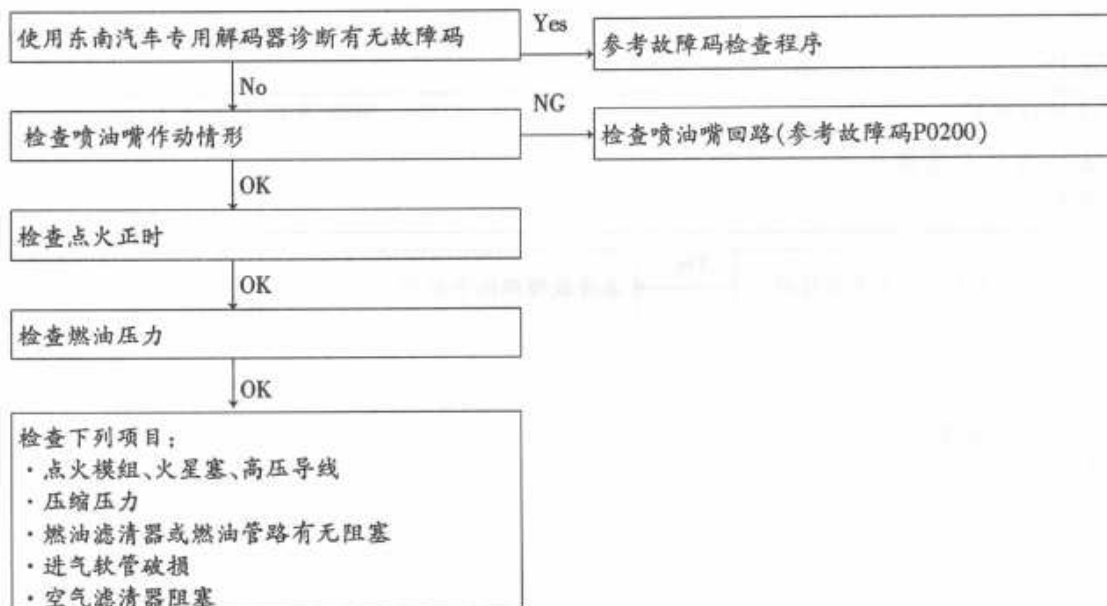 使用东南汽车专用解码器诊断有无故障码
Yes
参考故障码检查程序
No
检查喷油嘴作动情形
NG
检查喷油嘴回路(参考故障码P0200)
OK
检查点火正时
OK
检查燃油压力
OK
检查下列项目；
·点火模组、火星塞、高压导线
·压缩压力
·燃油滤清器或燃油管路有无阻塞
·进气软管破损
·空气滤清器阻塞